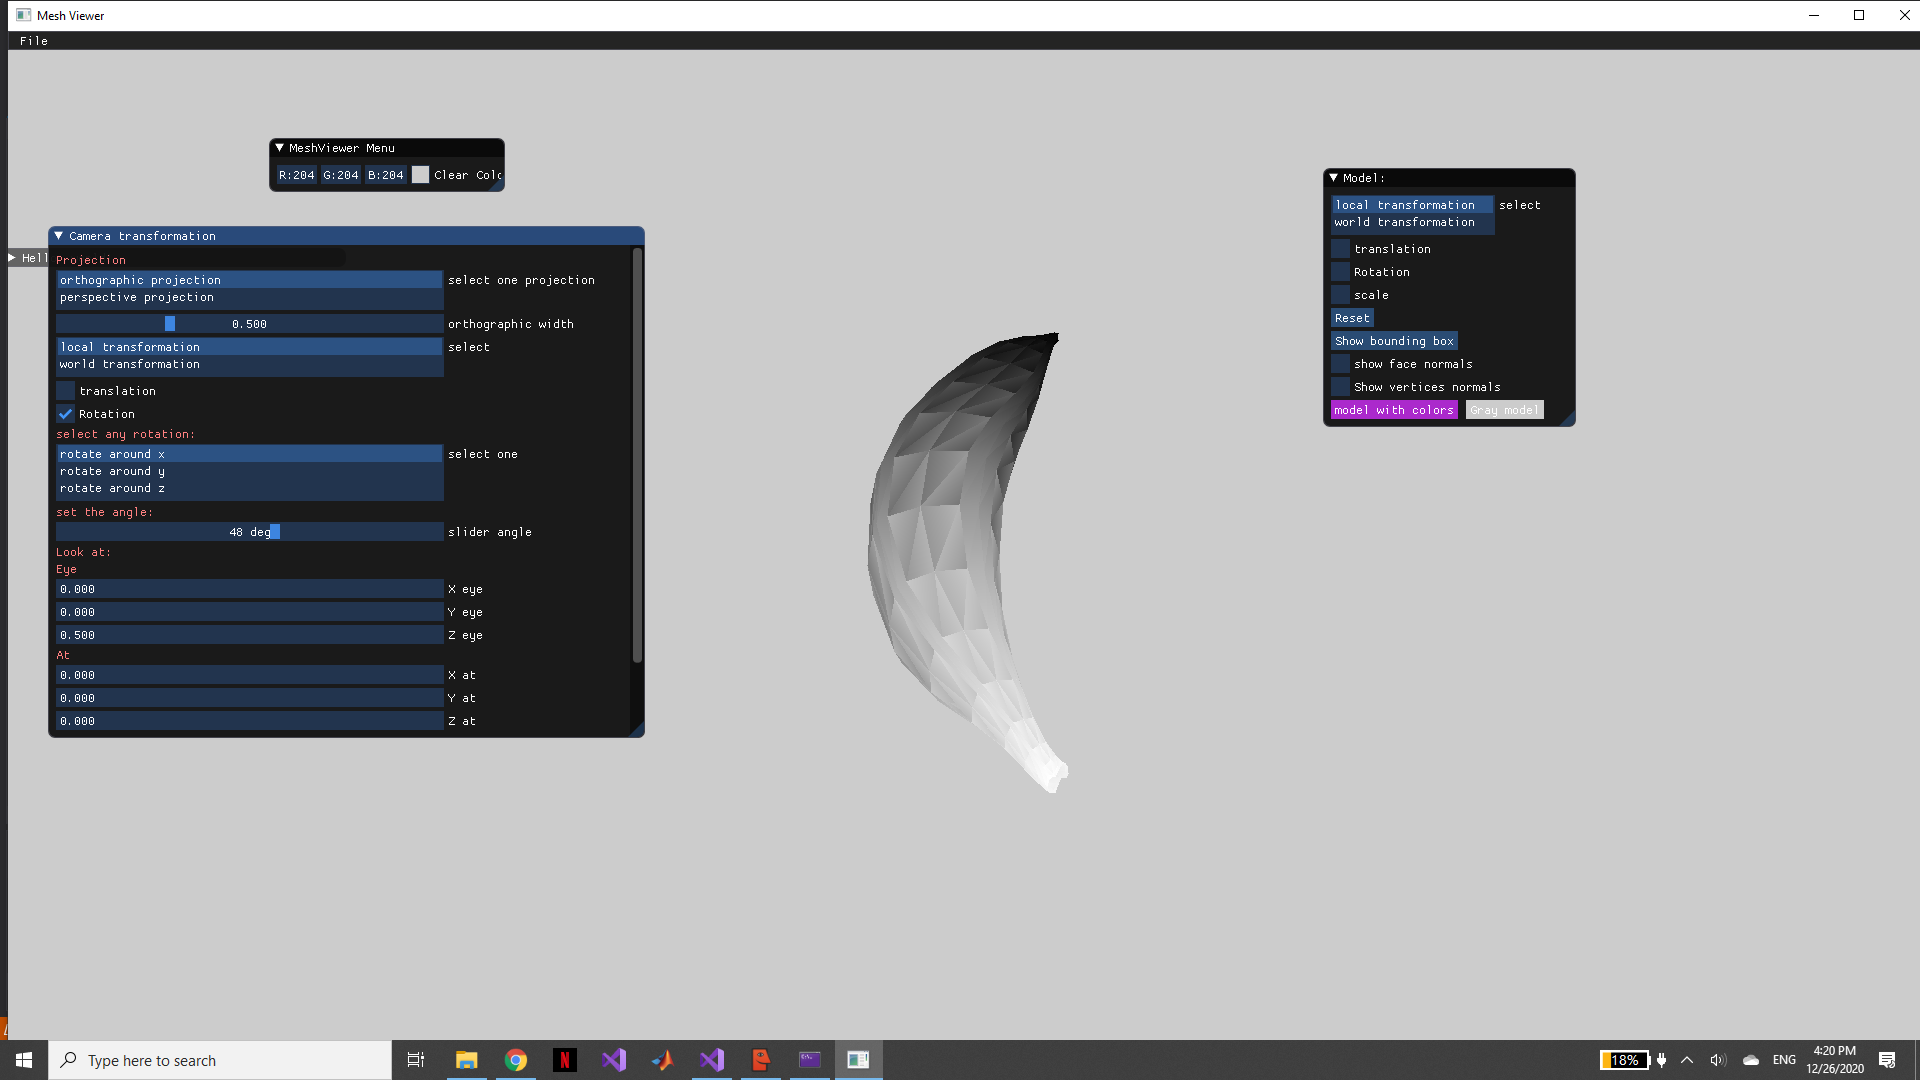 Mesh Viewer
File
MeshViewer Menu
R:204 G:204 B:204 Clear Colo
Camera transformation
Hell
Projection
orthographic projection select one projection
perspective projection
0.500 orthographic width
local transformation select
world transformation
translation
Rotation
select any rotation:
rotate around x select one
rotate around y
rotate around z
set the angle:
48 deg slider angle
Look at:
Eye
0.000 X eye
0.000 Y eye
0.500 Z eye
At
0.000 X at
0.000 Y at
0.000 Z at
Model:
local transformation select
world transformation
translation
Rotation
scale
Reset
Show bounding box
show face normals
Show vertices normals
model with colors Gray model
Type here to search
N
18%
ENG
4:20 PM
12/26/2020